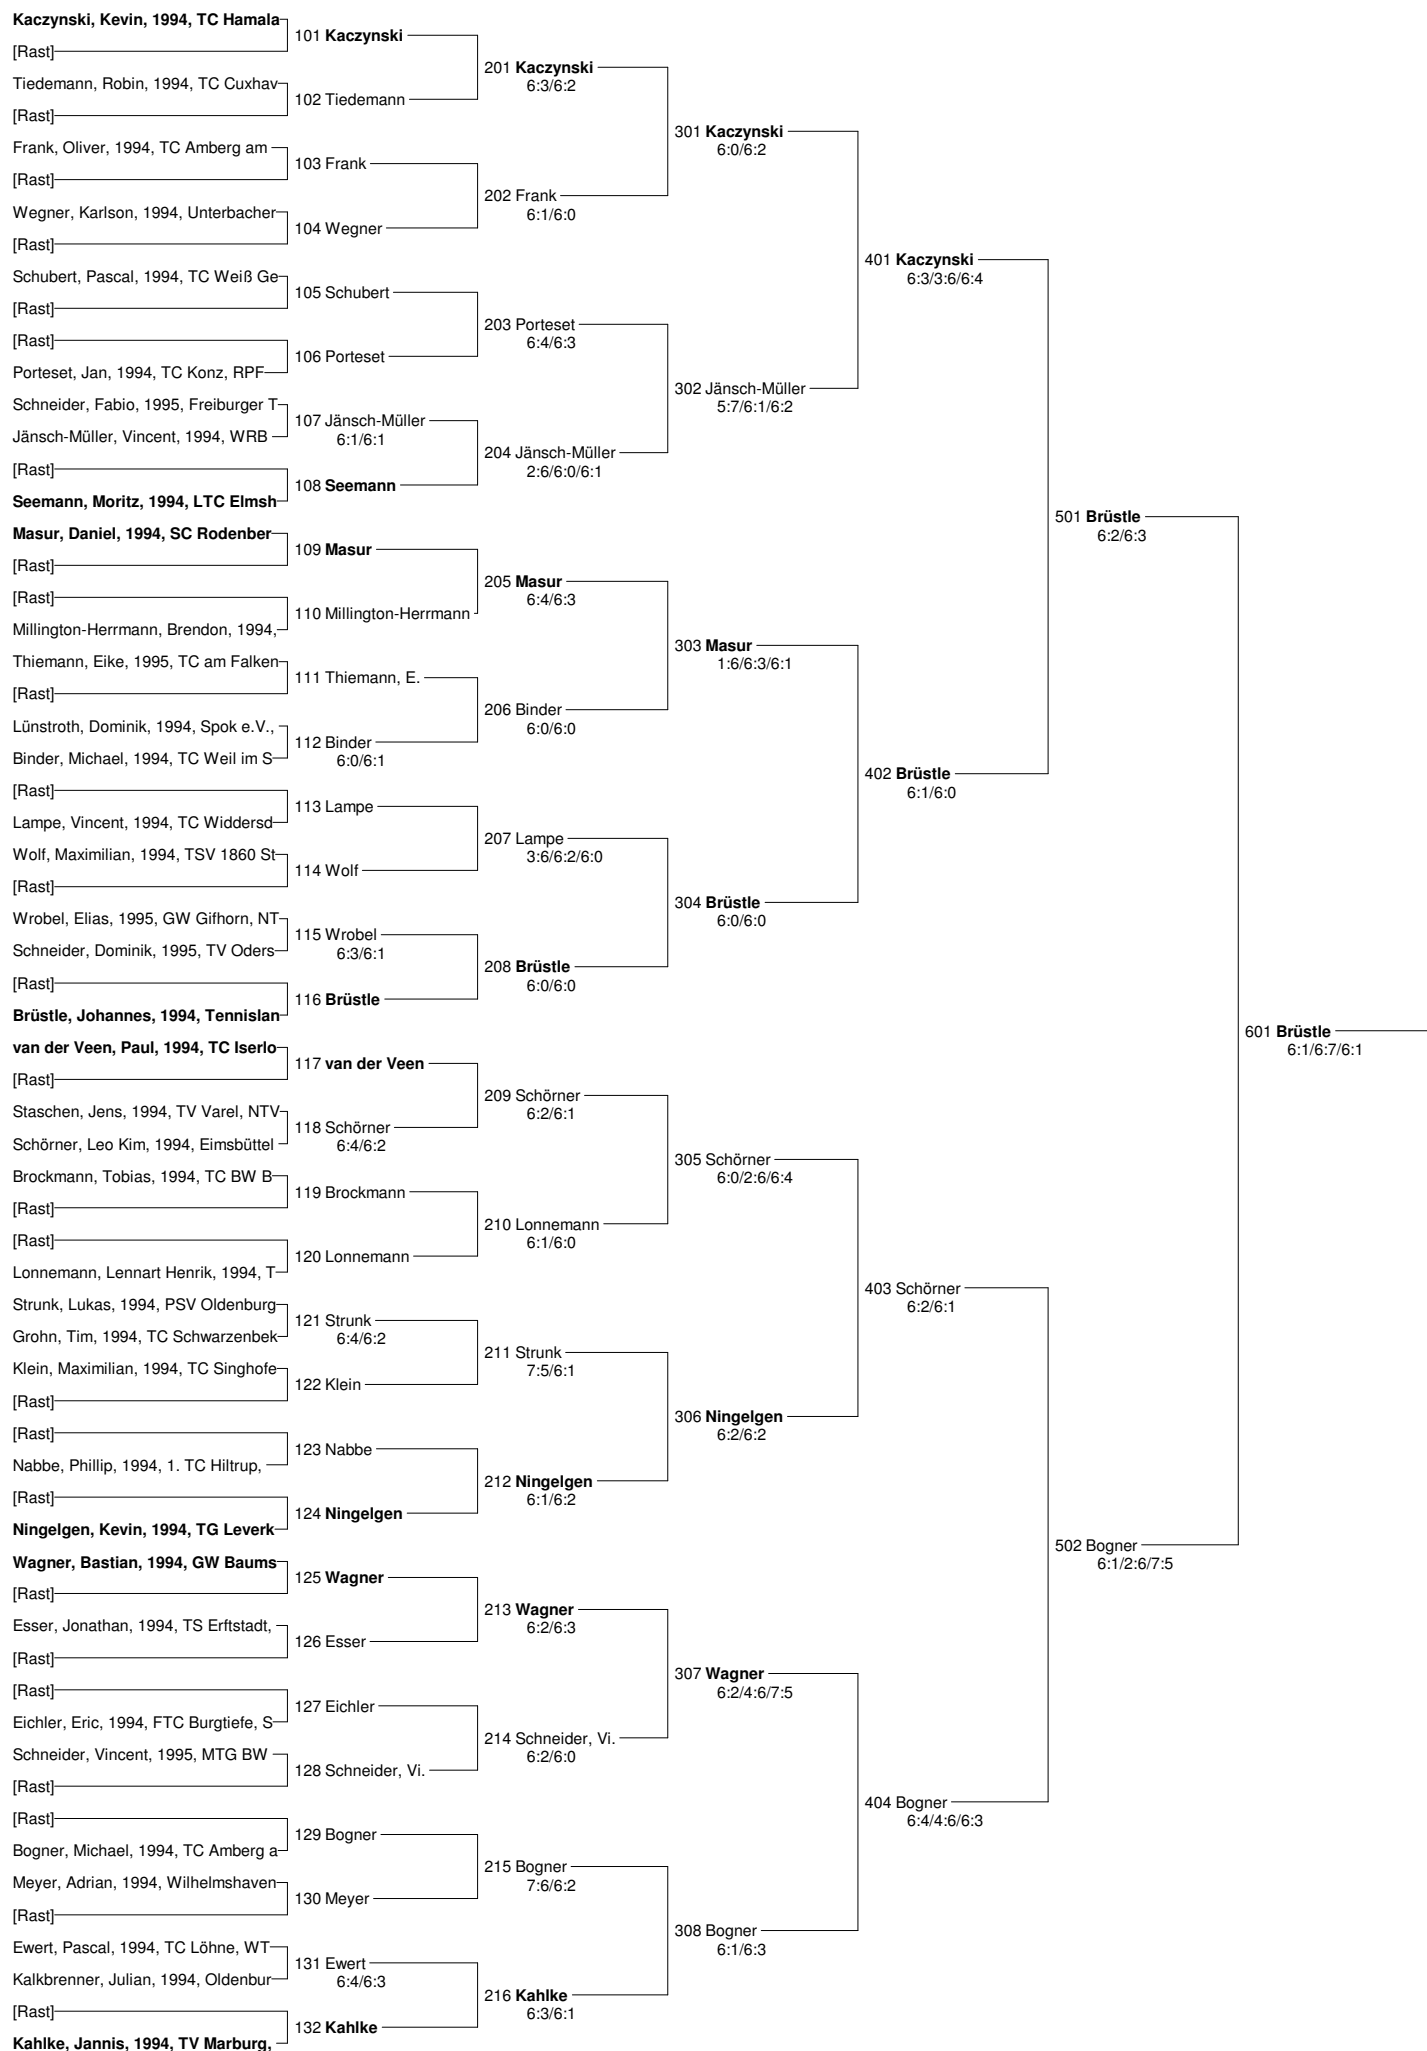 Kaczynski, Kevin, 1994, TC Hamala
[Rast]
Tiedemann, Robin, 1994, TC Cuxhav
[Rast]
Frank, Oliver, 1994, TC Amberg am
[Rast]
Wegner, Karlson, 1994, Unterbacher
[Rast]
Schubert, Pascal, 1994, TC Weiß Ge
[Rast]
[Rast]
Porteset, Jan, 1994, TC Konz, RPF
Schneider, Fabio, 1995, Freiburger T
Jänsch-Müller, Vincent, 1994, WRB
[Rast]
Seemann, Moritz, 1994, LTC Elmsh
Masur, Daniel, 1994, SC Rodenber
[Rast]
[Rast]
Millington-Herrmann, Brendon, 1994,
Thiemann, Eike, 1995, TC am Falken
[Rast]
Lünstroth, Dominik, 1994, Spok e.V.,
Binder, Michael, 1994, TC Weil im S
[Rast]
Lampe, Vincent, 1994, TC Widdersd
Wolf, Maximilian, 1994, TSV 1860 St
[Rast]
Wrobel, Elias, 1995, GW Gifhorn, NT
Schneider, Dominik, 1995, TV Oders
[Rast]
Brüstle, Johannes, 1994, Tennislan
van der Veen, Paul, 1994, TC Iserlo
[Rast]
Staschen, Jens, 1994, TV Varel, NTV
Schörner, Leo Kim, 1994, Eimsbüttel
Brockmann, Tobias, 1994, TC BW B
[Rast]
[Rast]
Lonnemann, Lennart Henrik, 1994, T
Strunk, Lukas, 1994, PSV Oldenburg
Grohn, Tim, 1994, TC Schwarzenbek
Klein, Maximilian, 1994, TC Singhofe
[Rast]
[Rast]
Nabbe, Phillip, 1994, 1. TC Hiltrup,
[Rast]
Ningelgen, Kevin, 1994, TG Leverk
Wagner, Bastian, 1994, GW Baums
[Rast]
Esser, Jonathan, 1994, TS Erftstadt,
[Rast]
[Rast]
Eichler, Eric, 1994, FTC Burgtiefe, S
Schneider, Vincent, 1995, MTG BW
[Rast]
[Rast]
Bogner, Michael, 1994, TC Amberg a
Meyer, Adrian, 1994, Wilhelmshaven
[Rast]
Ewert, Pascal, 1994, TC Löhne, WT
Kalkbrenner, Julian, 1994, Oldenbur
[Rast]
Kahlke, Jannis, 1994, TV Marburg,
101 Kaczynski
102 Tiedemann
103 Frank
104 Wegner
105 Schubert
106 Porteset
107 Jänsch-Müller
6:1/6:1
108 Seemann
109 Masur
110 Millington-Herrmann
111 Thiemann, E.
112 Binder
6:0/6:1
113 Lampe
114 Wolf
115 Wrobel
6:3/6:1
116 Brüstle
117 van der Veen
118 Schörner
6:4/6:2
119 Brockmann
120 Lonnemann
121 Strunk
6:4/6:2
122 Klein
123 Nabbe
124 Ningelgen
125 Wagner
126 Esser
127 Eichler
128 Schneider, Vi.
129 Bogner
130 Meyer
131 Ewert
6:4/6:3
132 Kahlke
201 Kaczynski
6:3/6:2
202 Frank
6:1/6:0
203 Porteset
6:4/6:3
204 Jänsch-Müller
2:6/6:0/6:1
205 Masur
6:4/6:3
206 Binder
6:0/6:0
207 Lampe
3:6/6:2/6:0
208 Brüstle
6:0/6:0
209 Schörner
6:2/6:1
210 Lonnemann
6:1/6:0
211 Strunk
7:5/6:1
212 Ningelgen
6:1/6:2
213 Wagner
6:2/6:3
214 Schneider, Vi.
6:2/6:0
215 Bogner
7:6/6:2
216 Kahlke
6:3/6:1
301 Kaczynski
6:0/6:2
302 Jänsch-Müller
5:7/6:1/6:2
303 Masur
1:6/6:3/6:1
304 Brüstle
6:0/6:0
305 Schörner
6:0/2:6/6:4
306 Ningelgen
6:2/6:2
307 Wagner
6:2/4:6/7:5
308 Bogner
6:1/6:3
401 Kaczynski
6:3/3:6/6:4
402 Brüstle
6:1/6:0
403 Schörner
6:2/6:1
404 Bogner
6:4/4:6/6:3
501 Brüstle
6:2/6:3
502 Bogner
6:1/2:6/7:5
601 Brüstle
6:1/6:7/6:1